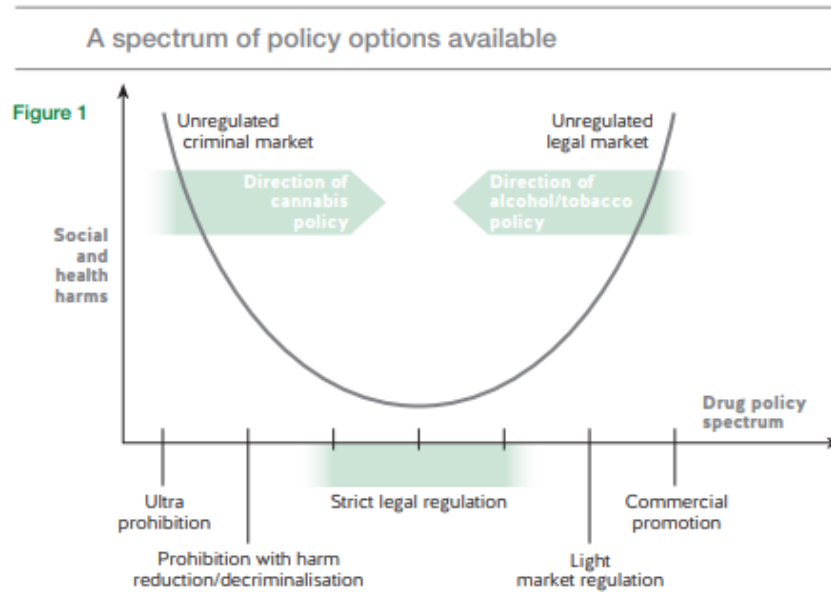 A spectrum of policy options available
Figure 1
Unregulated
criminal market
Unregulated
legal market
Direction of
cannabis
policy
Direction of
alcohol/tobacco
policy
Social
and
health
harms
Drug policy
spectrum
Ultra
prohibition
Strict legal regulation
Commercial
promotion
Prohibition with harm
reduction/decriminalisation
Light
market regulation